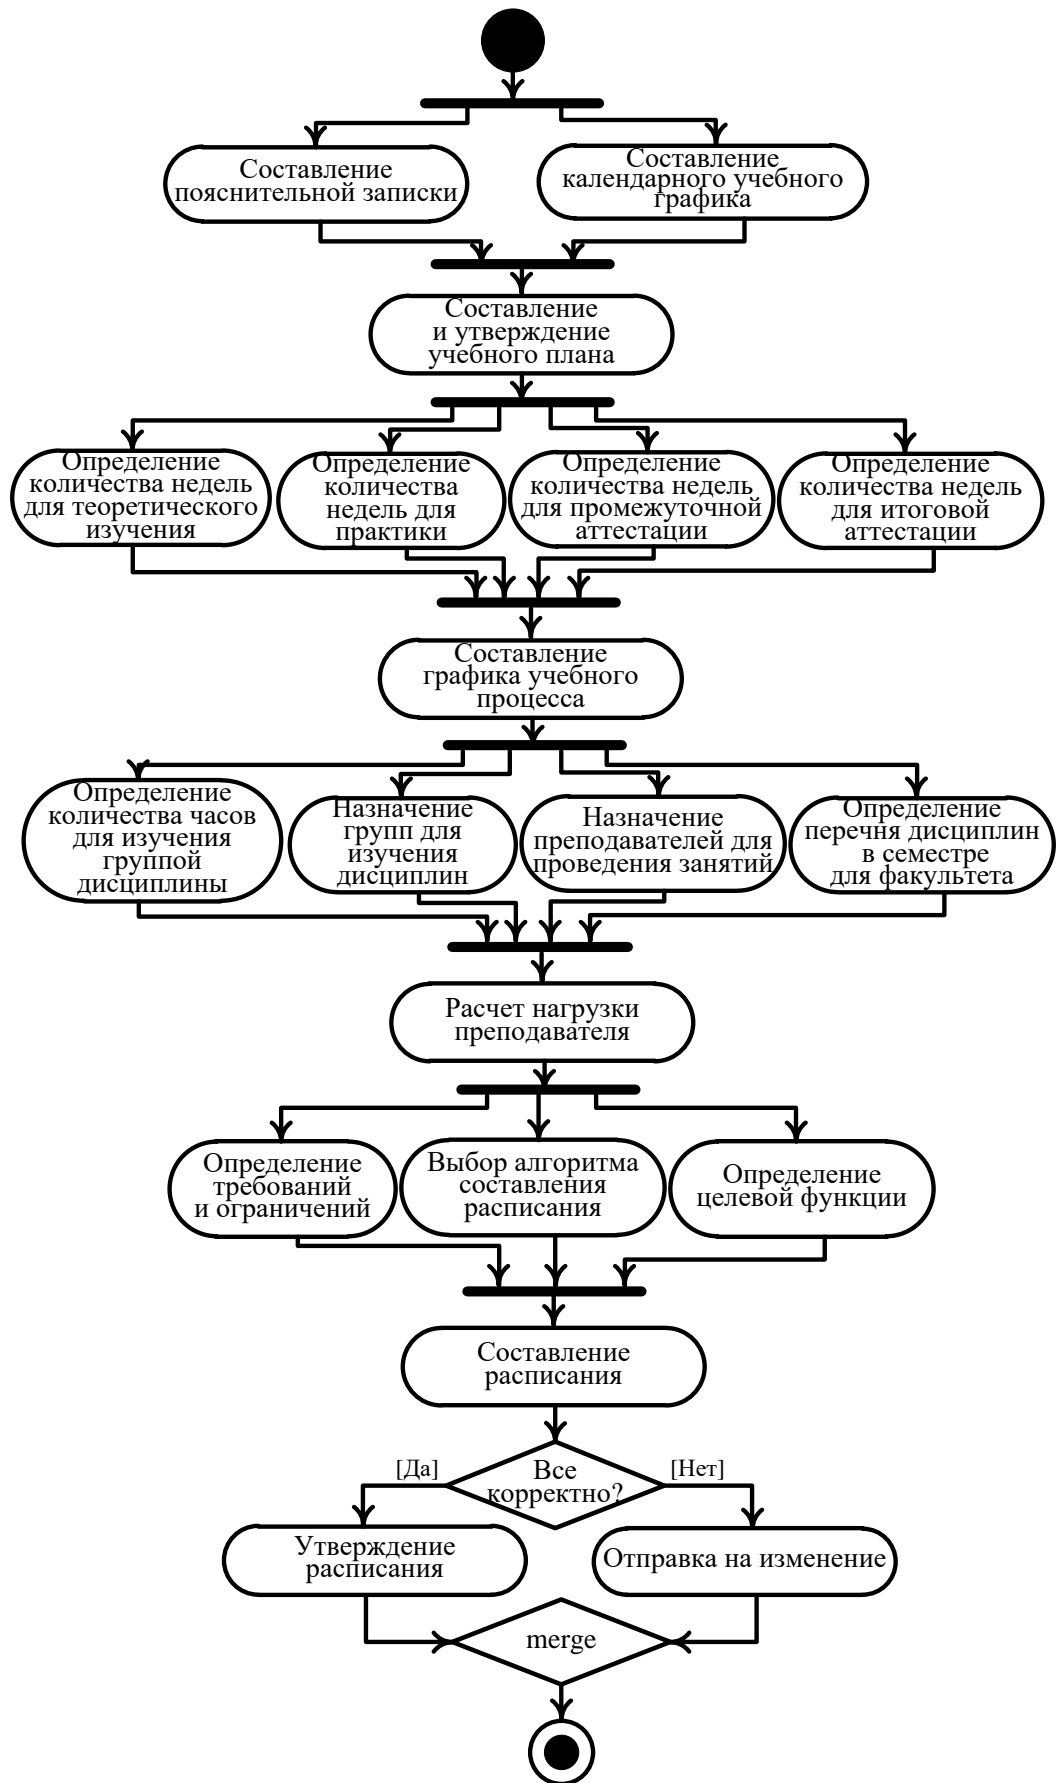 Составление
пояснительной записки
Составление
календарного учебного
графика
Составление
и утверждение
учебного плана
Определение
количества недель
для теоретического
изучения
Определение
количества
недель для
практики
Определение
количества недель
для промежуточной
аттестации
Определение
количества недель
для итоговой
аттестации
Составление
графика учебного
процесса
Определение
количества часов
для изучения
группой
дисциплины
Назначение
групп для
изучения
дисциплин
Назначение
преподавателей для
проведения занятий
Определение
перечня дисциплин
в семестре
для факультета
Расчет нагрузки
преподавателя
Определение
требований
и ограничений
Выбор алгоритма
составления
расписания
Определение
целевой функции
Составление
расписания
[Да]
Все
корректно?
[Нет]
Утверждение
расписания
Отправка на изменение
merge